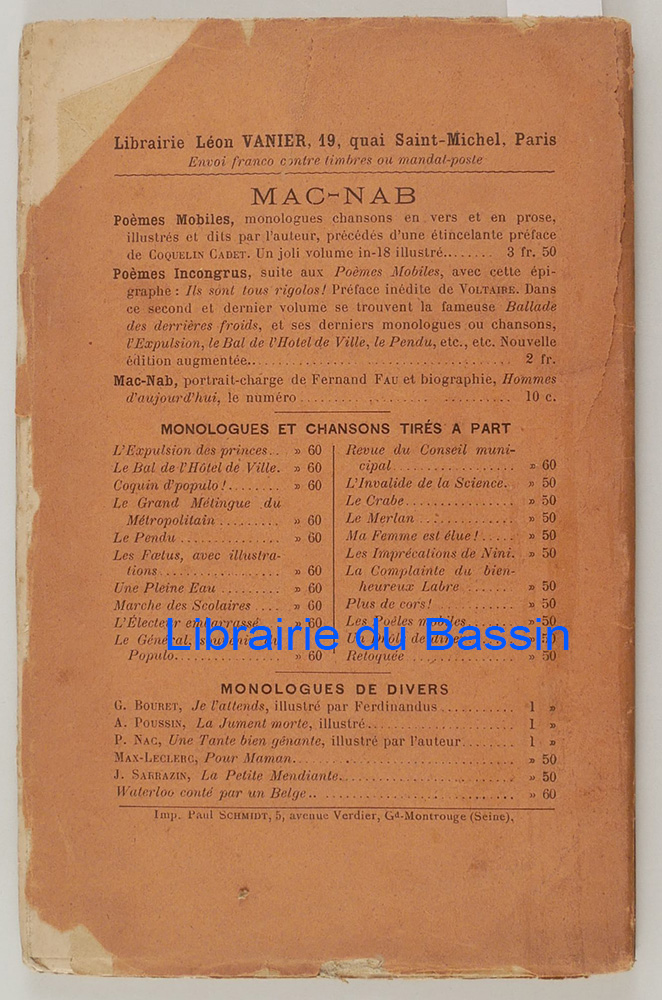 Librairie Léon VANIER, 19, quai Saint-Michel, Paris
Envoi franco contre timbres ou mandat-poste
MAC-NAB
Poèmes Mobiles, monologues chansons en vers et en prose,
illustrés et dits par l'auteur, précédés d'une étincelante préface
de COQUELIN CADET. Un joli volume in-18 illustré........ 3 fr. 50
Poèmes Incongrus, suite aux Poèmes Mobiles, avec cette épi-
graphe : Ils sont tous rigolos! Préface inédite de VOLTAIRE. Dans
ce second et dernier volume se trouvent la fameuse Ballade
des derrières froids, et ses derniers monologues ou chansons,
l'Expulsion, le Bal de l'Hotel de Ville, le Pendu, etc., etc. Nouvelle
édition augmentée........ 2 fr.
Mac-Nab, portrait-charge de Fernand FAU et biographie, Hommes
d'aujourd'hui, le numéro ........ 10 c.
MONOLOGUES ET CHANSONS TIRÉS A PART
L'Expulsion des princes.. » 60
Le Bal de l'Hôtel de Ville. » 60
Coquin d'populo !........ » 60
Le Grand Métingue du
Métropolitain ........ » 60
Le Pendu ........ » 60
Les Fœtus, avec illustra-
tions........ » 60
Une Pleine Eau ........ » 60
Marche des Scolaires .... » 60
L'Électeur embarrassé » 60
Le Général,
Populo........ » 60
Revue du Conseil muni-
cipal ........ » 60
L'Invalide de la Science. » 50
Le Crabe........ » 50
Le Merlan ........ » 50
Ma Femme est élue !..... » 50
Les Imprécations de Nini. » 50
La Complainte du bien-
heureux Labre ........ » 50
Plus de cors! ........ » 50
Les Poêles mobiles ...... » 50
Un » 50
Reloquée ........ » 50
Librairie du Bassin
MONOLOGUES DE DIVERS
G. BOURET, Je l'attends, illustré par Ferdinandus ........ 1 »
A. POUSSIN, La Jument morte, illustré........ 1 »
P. NAC, Une Tante bien gênante, illustré par l'auteur........ 1 »
MAX-LECLERC, Pour Maman........ » 50
J. SARRAZIN, La Petite Mendiante........ » 50
Waterloo conté par un Belge........ » 60
Imp. Paul SCHMIDT, 5, avenue Verdier, Gd-Montrouge (Seine),